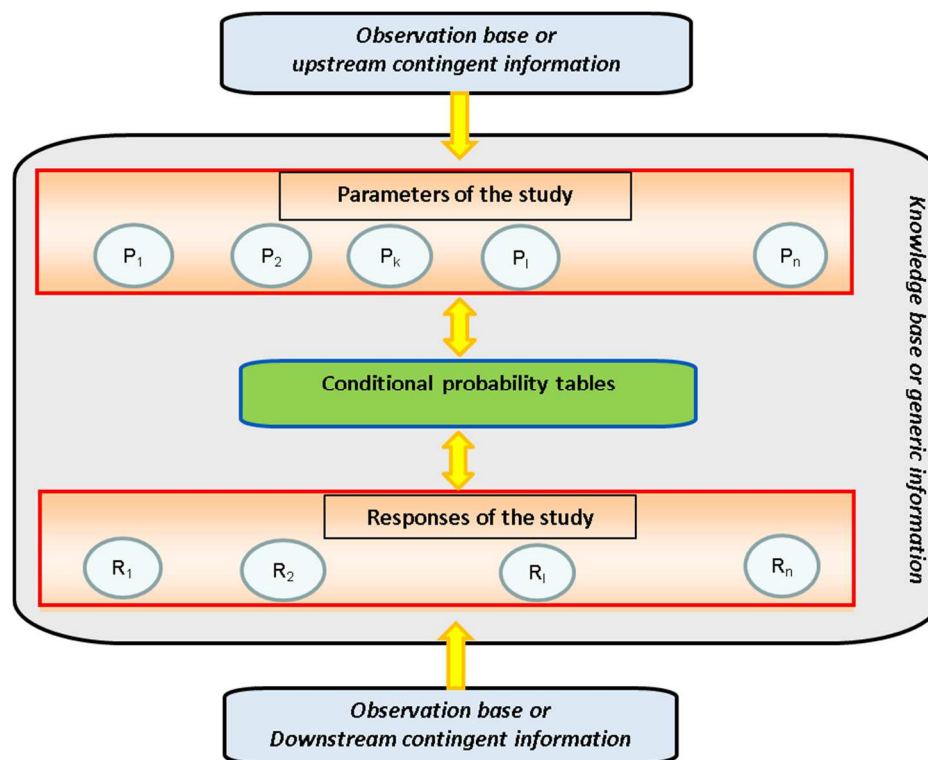 Observation base or
upstream contingent information
Parameters of the study
P1 P2 Pk Pl Pn
Knowledge base or generic information
Conditional probability tables
Responses of the study
R1 R2 Rl Rn
Observation base or
Downstream contingent information